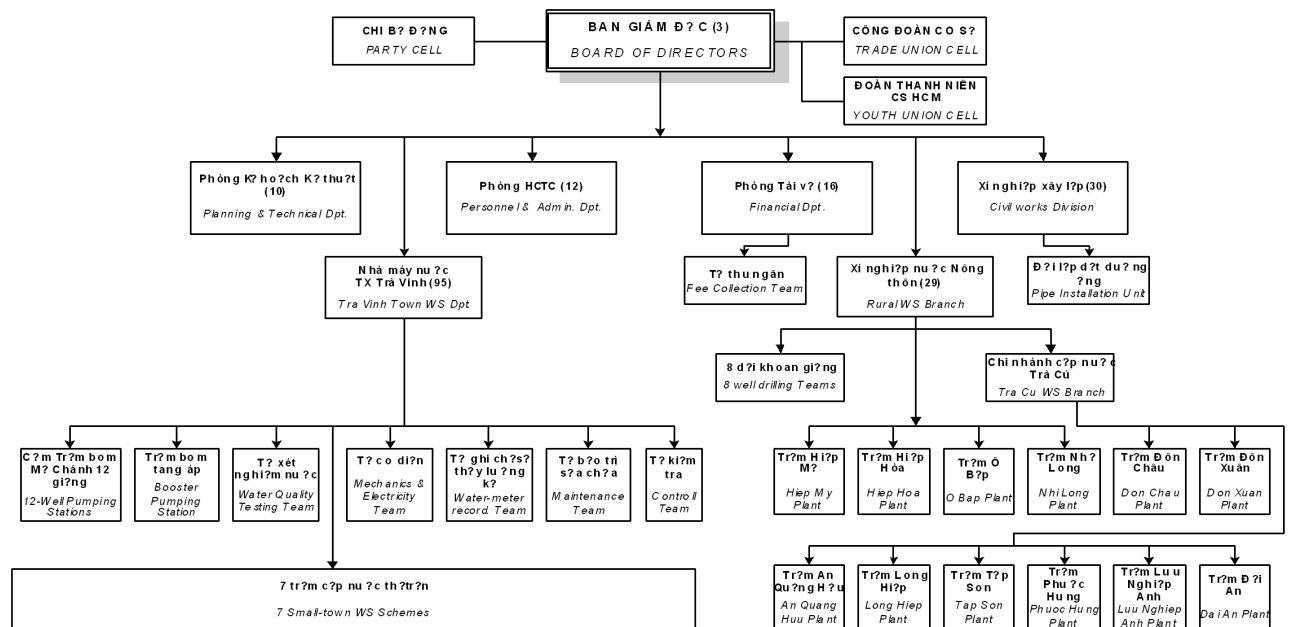 CHI B? Đ?NG
PARTY CELL
BAN GIÁM Đ?C (3)
BOARD OF DIRECTORS
CÔNG ĐOÀN CO S?
TRADE UNION CELL
ĐOÀN THANH NIÊN
CS HCM
YOUTH UNION CELL
Phòng K? ho?ch K? thu?t
(10)
Planning & Technical Dpt.
Phòng HCTC (12)
Personnel & Admin. Dpt.
Phòng Tài v? (16)
Financial Dpt.
Xí nghi?p xây l?p (30)
Civil works Division
Nhà máy nu?c
TX Trà Vinh (95)
Tra Vinh Town WS Dpt
T? thu ngân
Fee Collection Team
Xí nghi?p nu?c Nông
thôn (29)
Rural WS Branch
Đ?i l?p d?t du?ng
?ng
Pipe Installation Unit
8 d?i khoan gi?ng
8 well drilling Teams
Chi nhánh c?p nu?c
Trà Cú
Tra Cu WS Branch
C?m Tr?m bom
M? Chánh 12
gi?ng
12-Well Pumping
Stations
Tr?m bom
tang áp
Booster
Pumping
Station
T? xét
nghi?m nu?c
Water Quality
Testing Team
T? co di?n
Mechanics &
Electricity
Team
T? ghi ch?s?
th?y lu?ng
k?
Water-meter
record. Team
T? b?o trì
s?a ch?a
Maintenance
Team
T? ki?m
tra
Controll
Team
Tr?m Hi?p
M?
Hiep My
Plant
Tr?m Hi?p
Hòa
Hiep Hoa
Plant
Tr?m Ô
B?p
O Bap Plant
Tr?m Nh?
Long
Nhi Long
Plant
Tr?m Đôn
Châu
Don Chau
Plant
Tr?m Đôn
Xuân
Don Xuan
Plant
7 tr?m c?p nu?c th?tr?n
7 Small-town WS Schemes
Tr?m An
Qu?ng H?u
An Quang
Huu Plant
Tr?m Long
Hi?p
Long Hiep
Plant
Tr?m T?p
Son
Tap Son
Plant
Tr?m
Phu?c
Hung
Phuoc Hung
Plant
Tr?m Luu
Nghi?p
Anh
Luu Nghiep
Anh Plant
Tr?m Đ?i
An
Dai An Plant